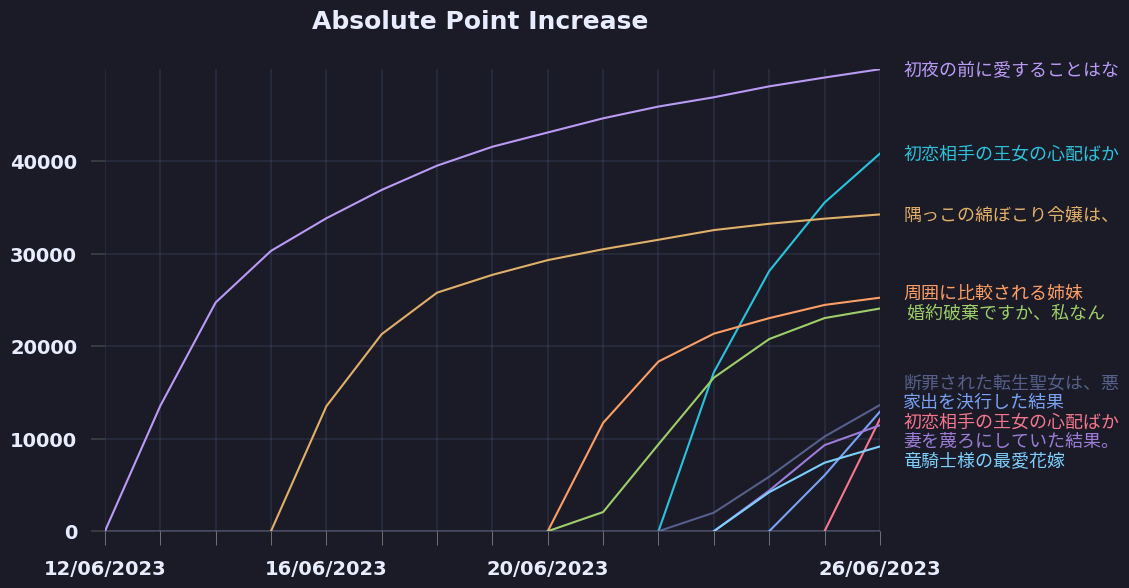 Absolute Point Increase
初夜の前に愛することはな
初恋相手の王女の心配ばか
40000
隅っこの綿ぼこり令嬢は、
30000
周囲に比較される姉妹
婚約破棄ですか、私なん
20000
断罪された転生聖女は、悪
家出を決行した結果
初恋相手の王女の心配ばか
10000
妻を蔑ろにしていた結果。
竜騎士様の最愛花嫁
0
12/06/2023
16/06/2023
20/06/2023
26/06/2023